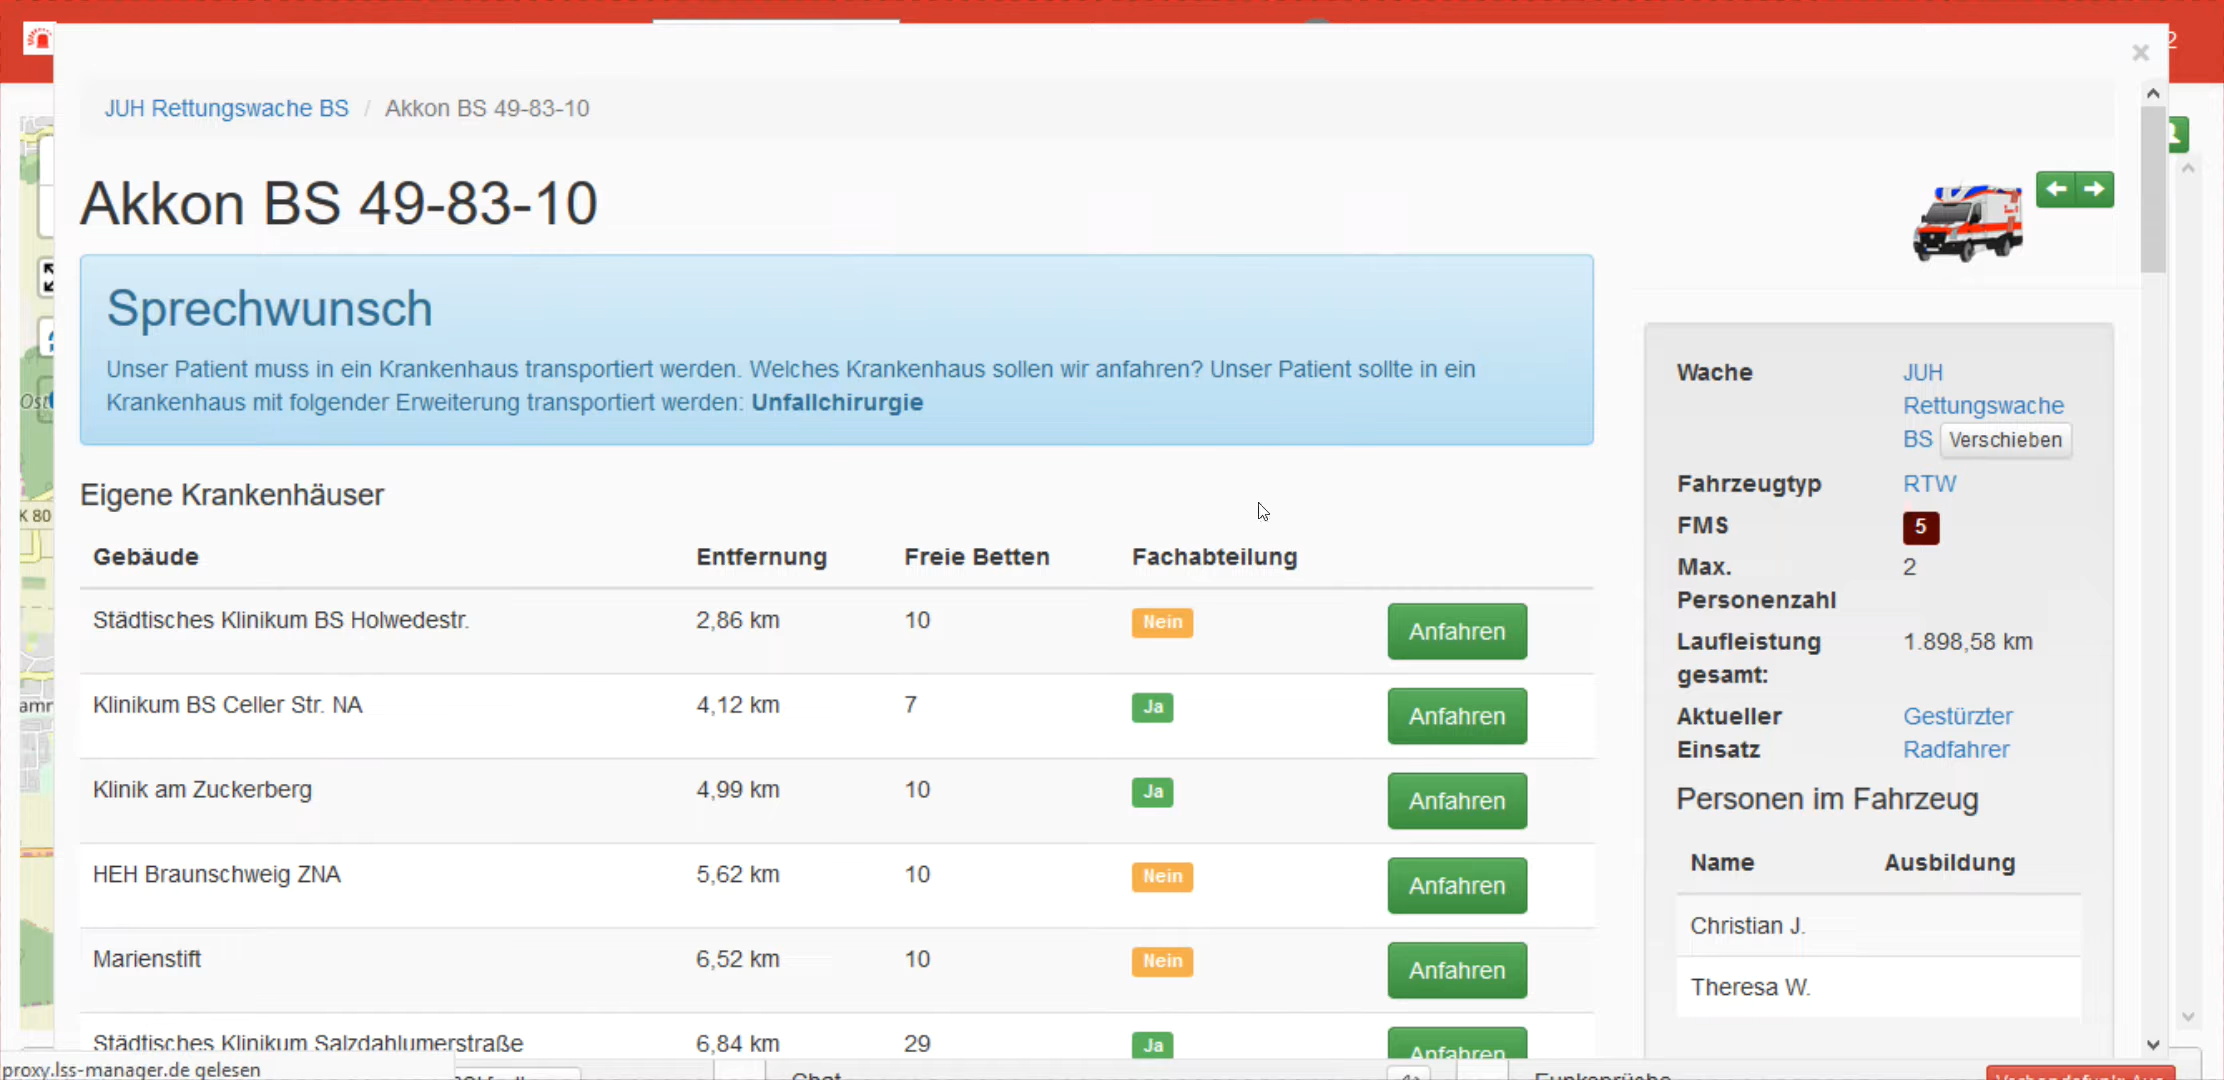 JUH Rettungswache BS / Akkon BS 49-83-10
Akkon BS 49-83-10
Sprechwunsch
Unser Patient muss in ein Krankenhaus transportiert werden. Welches Krankenhaus sollen wir anfahren? Unser Patient sollte in ein
Krankenhaus mit folgender Erweiterung transportiert werden: Unfallchirurgie
Eigene Krankenhäuser
Gebäude Entfernung Freie Betten Fachabteilung
Städtisches Klinikum BS Holwedestr. 2,86 km 10 Nein Anfahren
Klinikum BS Celler Str. NA 4,12 km 7 Ja Anfahren
Klinik am Zuckerberg 4,99 km 10 Ja Anfahren
HEH Braunschweig ZNA 5,62 km 10 Nein Anfahren
Marienstift 6,52 km 10 Nein Anfahren
Städtisches Klinikum Salzdahlumerstraße 6,84 km 29 Ja Anfahren
Wache JUH
Rettungswache
BS Verschieben
Fahrzeugtyp RTW
FMS 5
Max. 2
Personenzahl
Laufleistung 1.898,58 km
gesamt:
Aktueller Gestürzter
Einsatz Radfahrer
Personen im Fahrzeug
Name Ausbildung
Christian J.
Theresa W.
K 80
proxy.lss-manager.de gelesen
Chat
Funksprüche